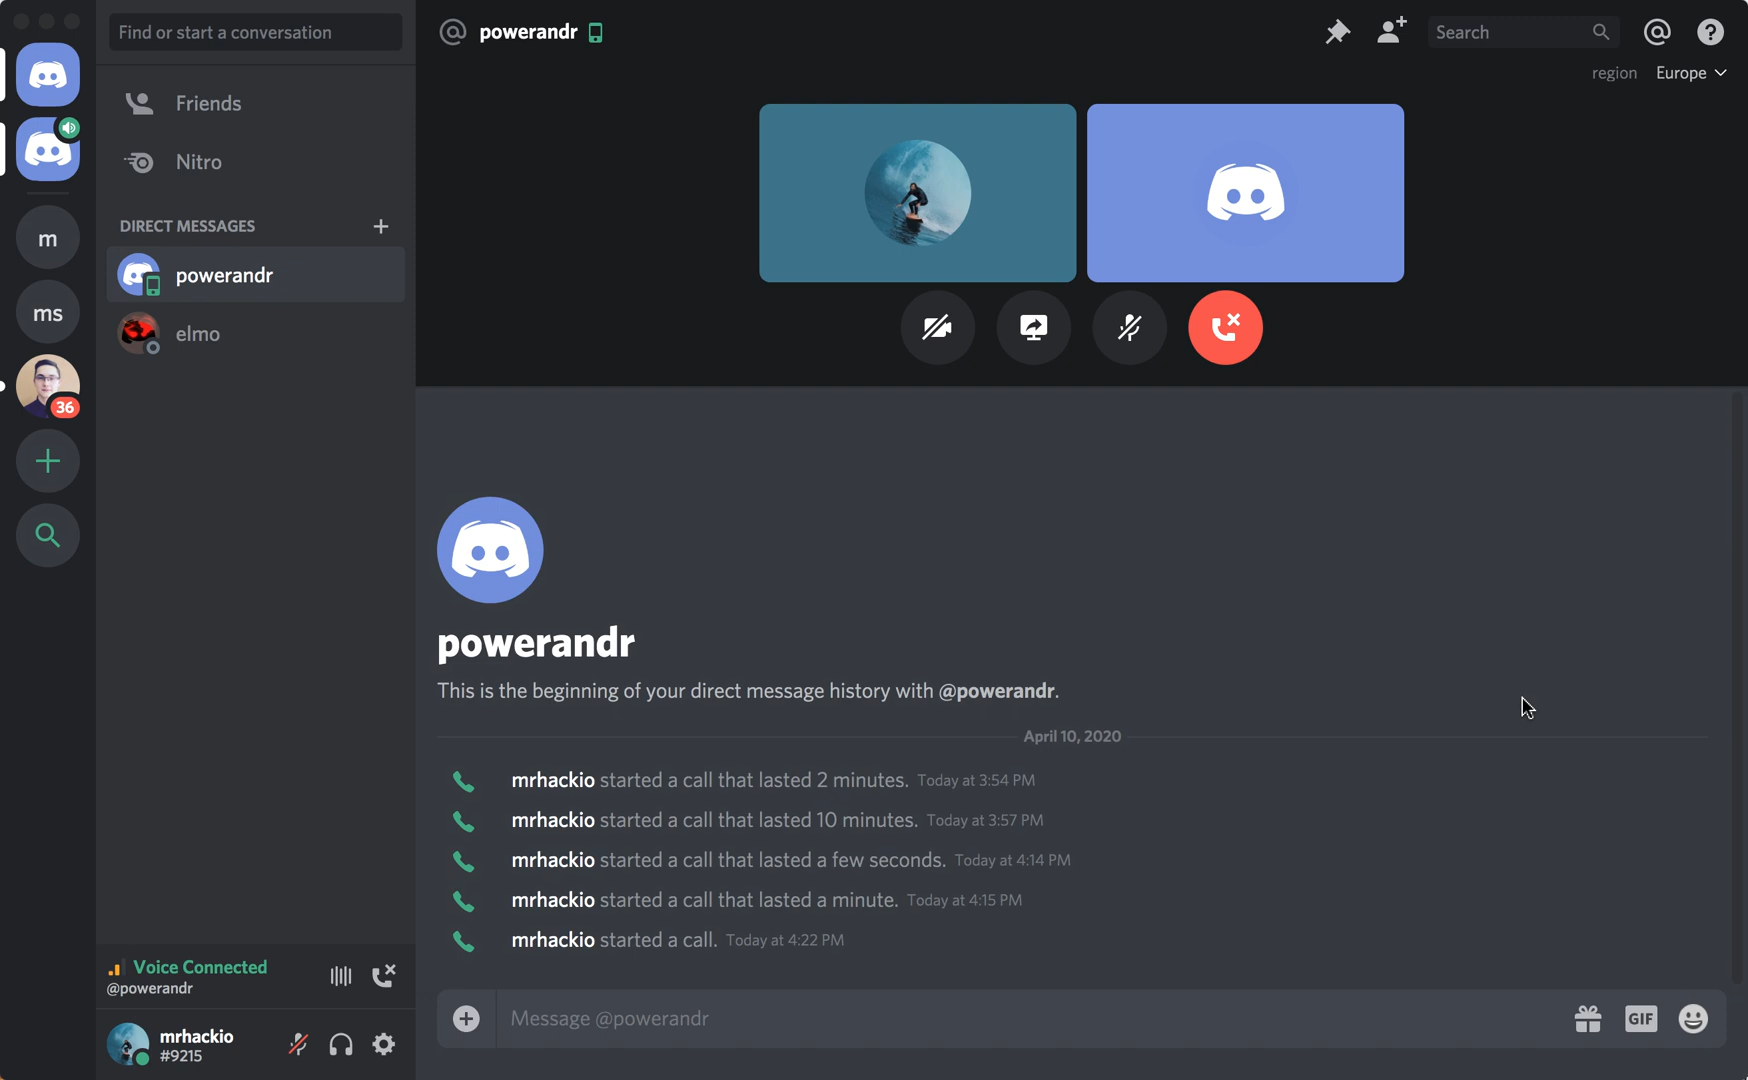 Find or start a conversation
Friends
Nitro
DIRECT MESSAGES
powerandr
elmo
m
ms
36
Voice Connected
@powerandr
mrhackio
#9215
powerandr
Search
region Europe
powerandr
This is the beginning of your direct message history with @powerandr.
April 10, 2020
mrhackio started a call that lasted 2 minutes. Today at 3:54 PM
mrhackio started a call that lasted 10 minutes. Today at 3:57 PM
mrhackio started a call that lasted a few seconds. Today at 4:14 PM
mrhackio started a call that lasted a minute. Today at 4:15 PM
mrhackio started a call. Today at 4:22 PM
Message @powerandr
GIF